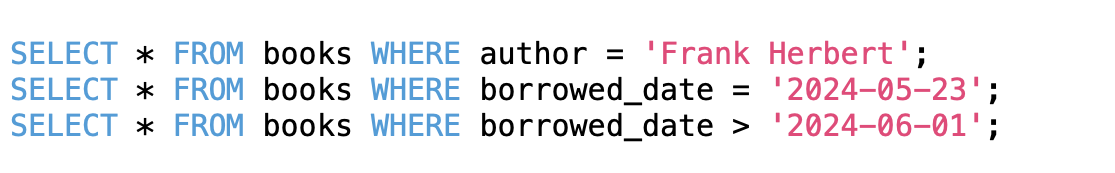 SELECT * FROM books WHERE author = 'Frank Herbert';
SELECT * FROM books WHERE borrowed_date = '2024-05-23';
SELECT * FROM books WHERE borrowed_date > '2024-06-01';